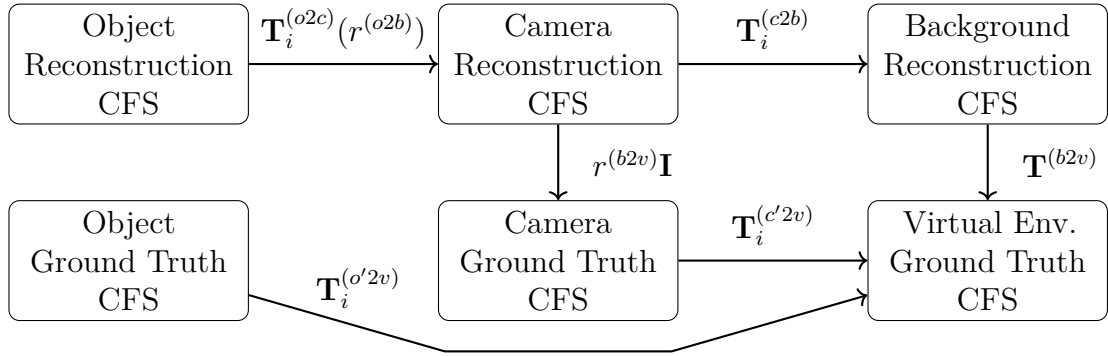 Object
Reconstruction
CFS
T_i^{(o2c)}(r^{(o2b)})
Camera
Reconstruction
CFS
T_i^{(c2b)}
Background
Reconstruction
CFS
r^{(b2v)}I
T^{(b2v)}
Object
Ground Truth
CFS
T_i^{(o'2v)}
Camera
Ground Truth
CFS
T_i^{(c'2v)}
Virtual Env.
Ground Truth
CFS